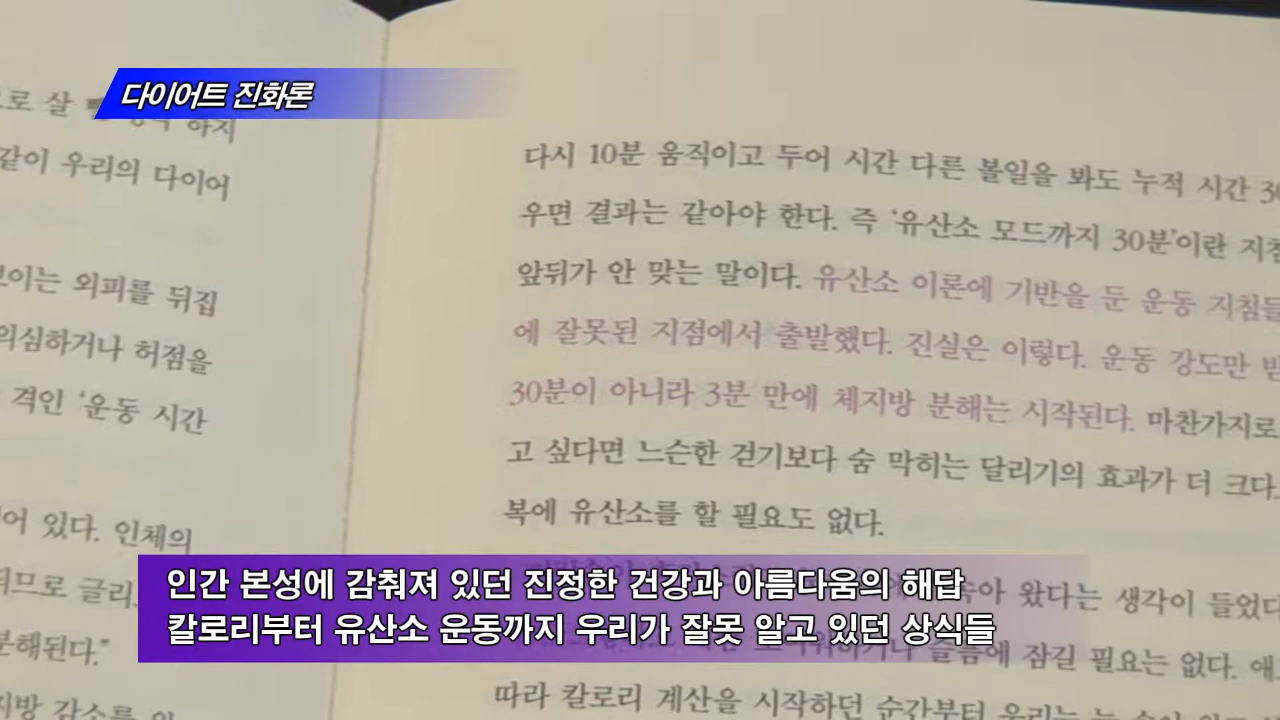 다이어트 진화론
로 살
하지
같이 우리의 다이어
외피를 뒤집
의심하거나 허점을
격인 ‘운동 시간
있다. 인체의
되므로
분해된다.”
지방 감소를
다시 10분 움직이고 두어 시간 다른 볼일을 봐도 누적 시간
우면 결과는 같아야 한다. 즉 ‘유산소 모드까지 30분’이란
앞뒤가 안 맞는 말이다. 유산소 이론에 기반을 둔 운동 지침들
에 잘못된 지점에서 출발했다. 진실은 이렇다. 운동 강도만
30분이 아니라 3분 만에 체지방 분해는 시작된다. 마찬가지로
고 싶다면 느슨한 걷기보다 숨 막히는 달리기의 효과가 더 크다.
복에 유산소를 할 필요도 없다.
왔다는 생각이 들었다
슬픔에 잠길 필요는 없다.
따라 칼로리 계산을 시작하던 순간부터 우리는
인간 본성에 감춰져 있던 진정한 건강과 아름다움의 해답
칼로리부터 유산소 운동까지 우리가 잘못 알고 있던 상식들